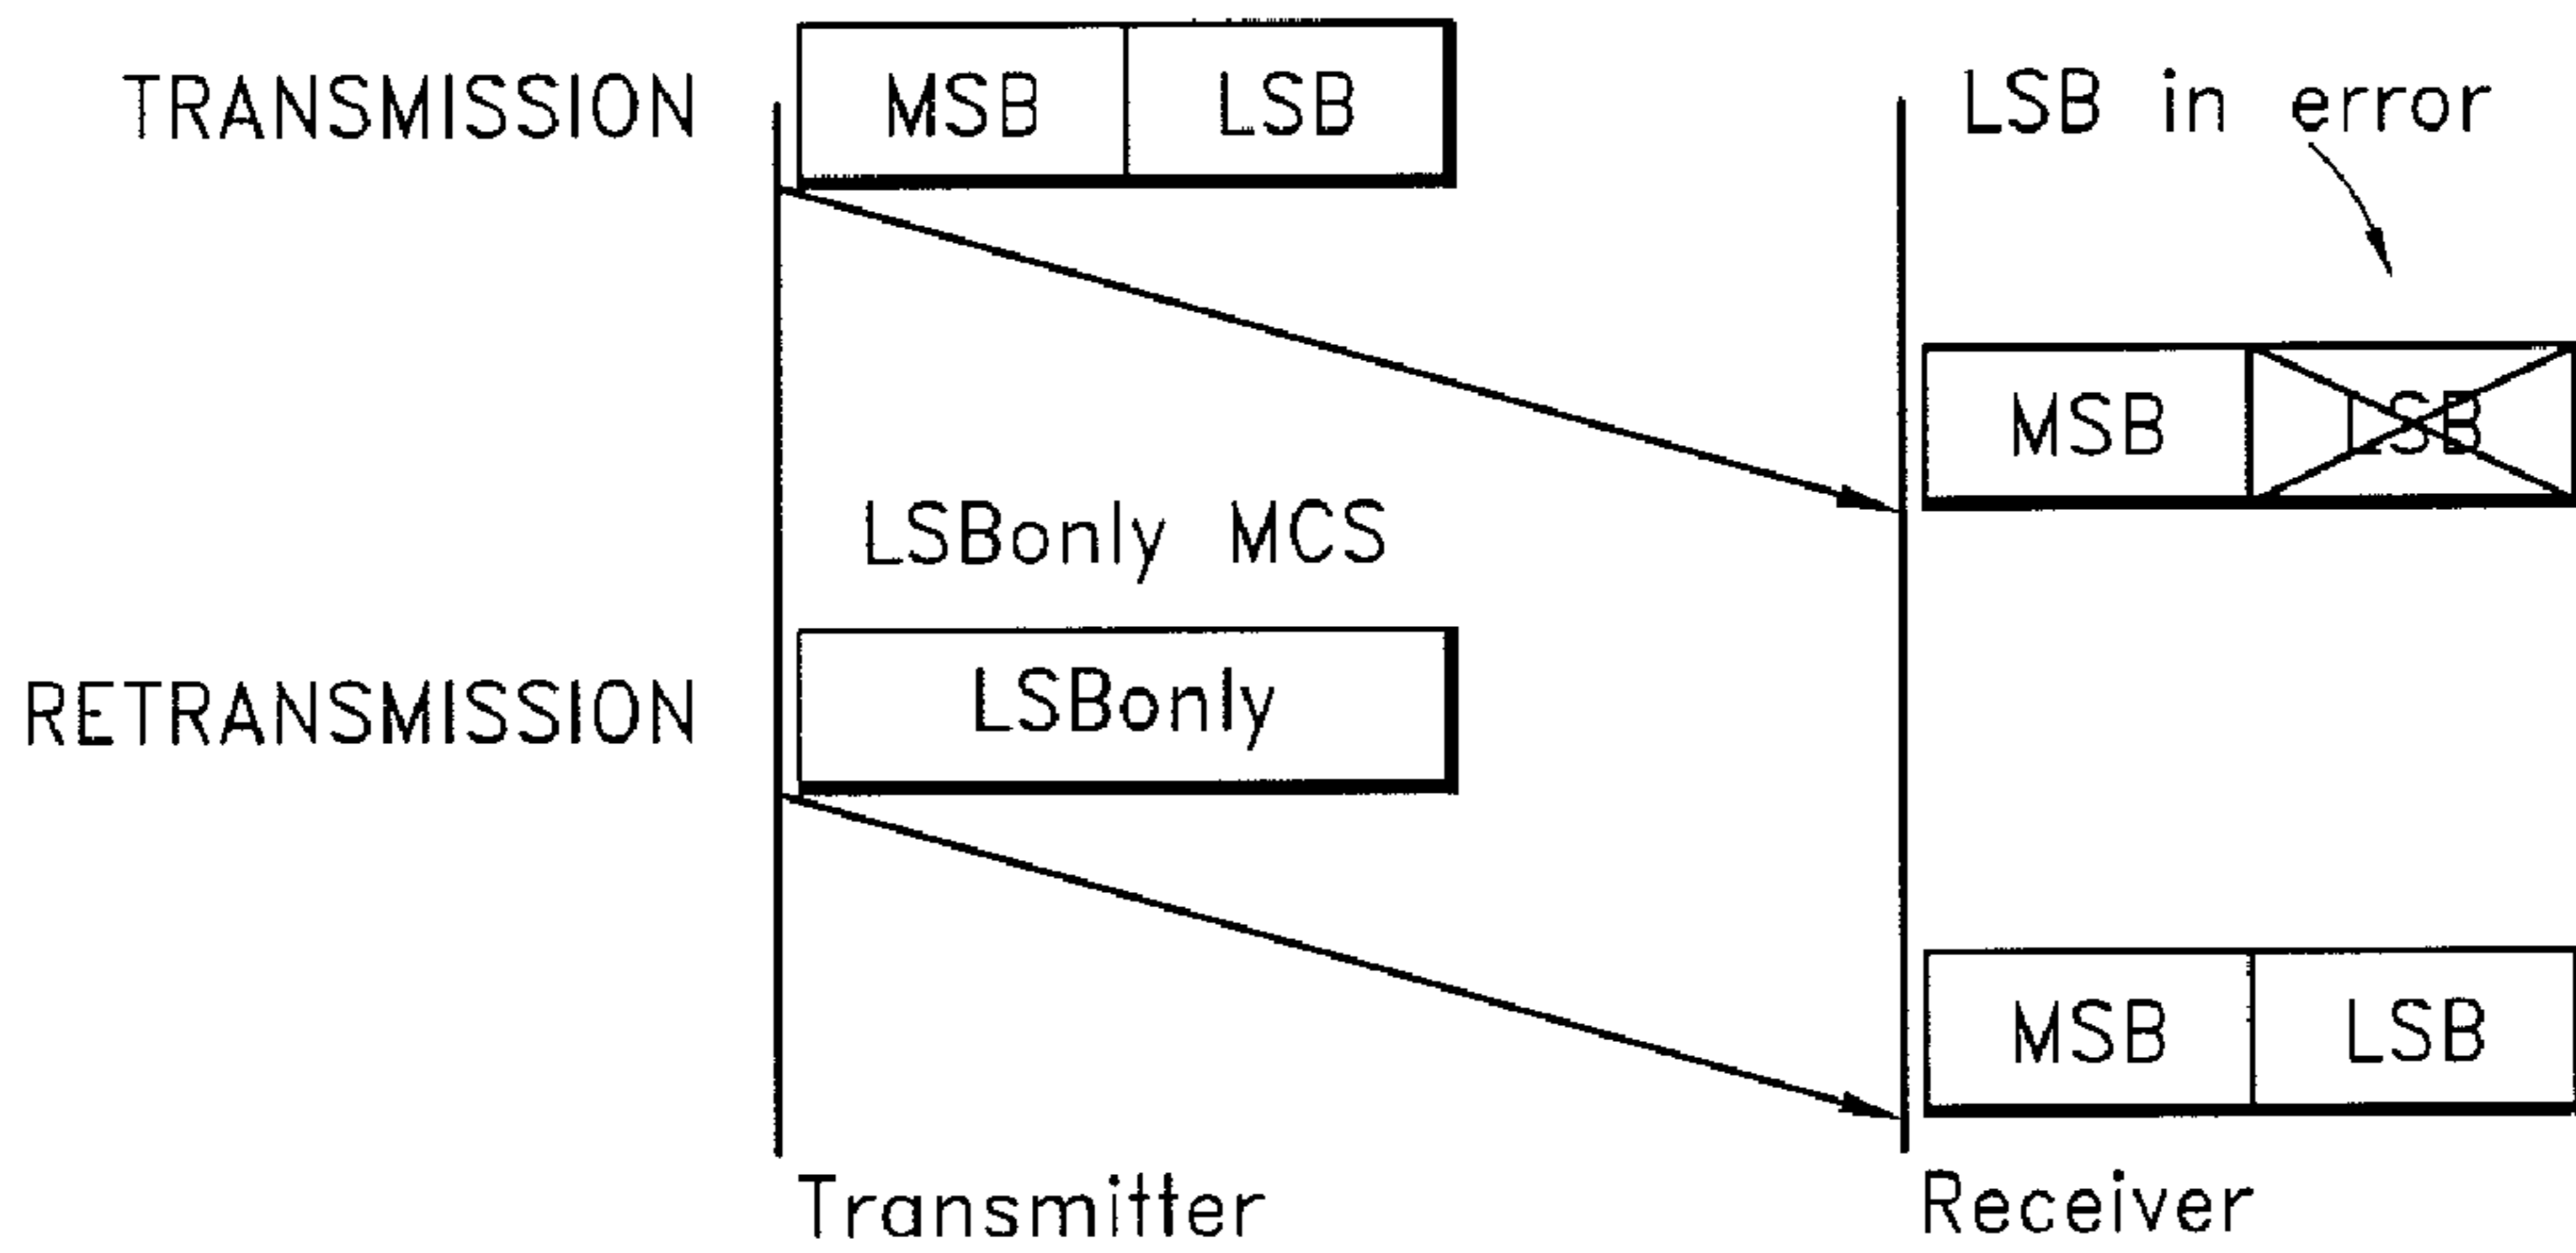 TRANSMISSION
MSB LSB
LSB in error
MSB LSB
LSBonly MCS
RETRANSMISSION
LSBonly
MSB LSB
Transmitter
Receiver